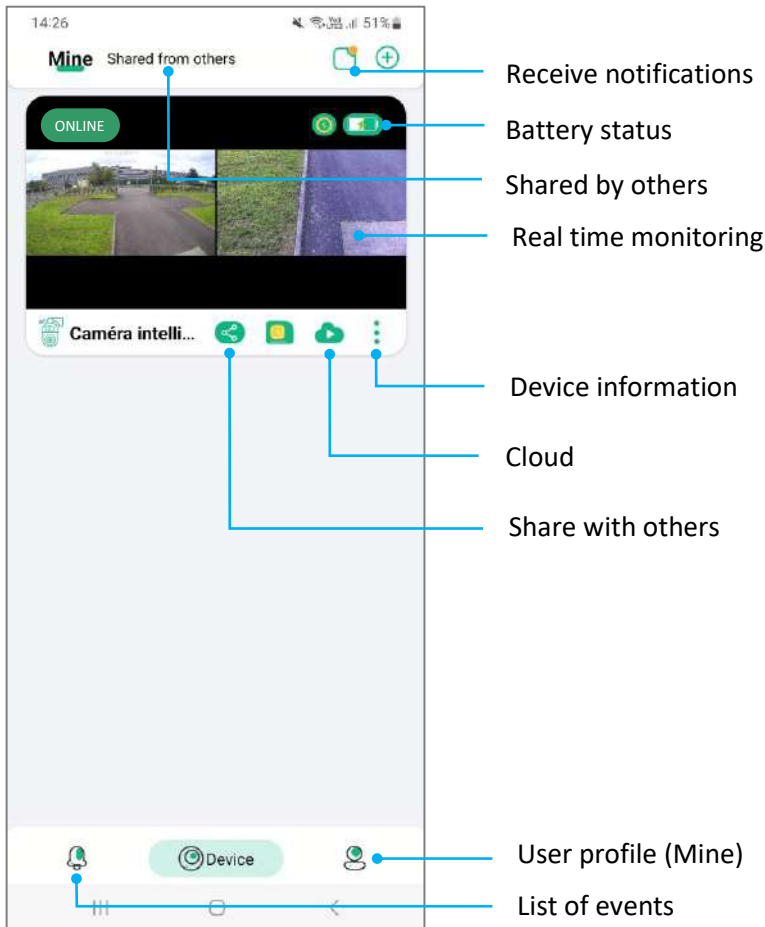 14:26
51%
Mine Shared from others
Receive notifications
ONLINE
Battery status
Shared by others
Real time monitoring
Caméra intelli...
Device information
Cloud
Share with others
Device
User profile (Mine)
List of events